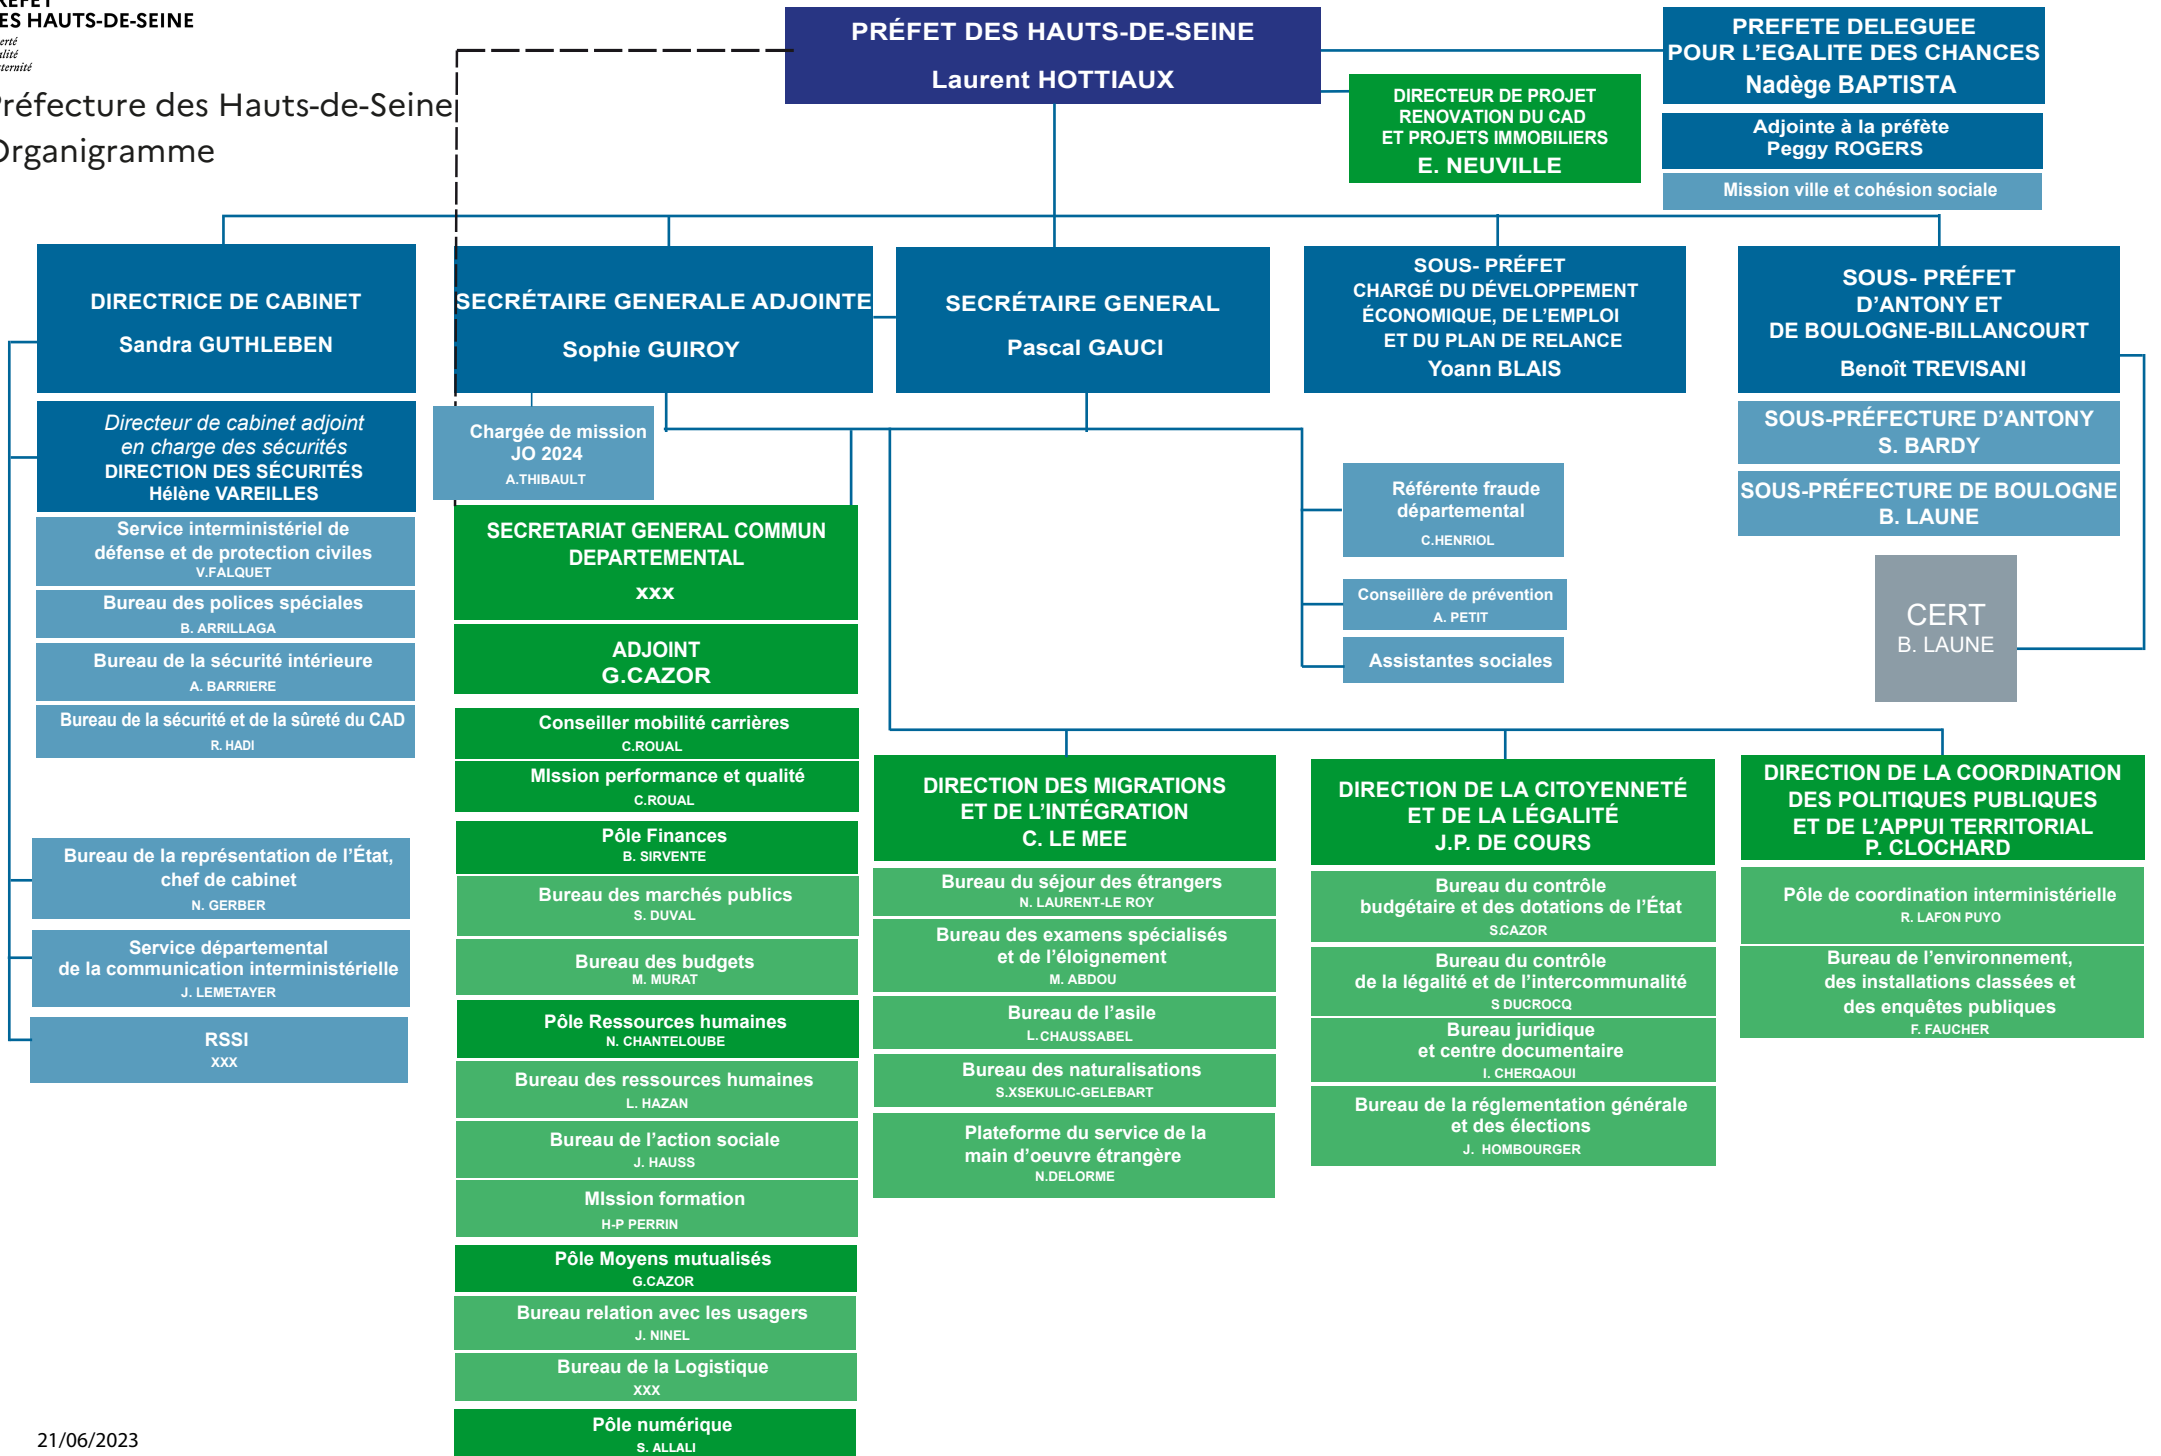 DES HAUTS-DE-SEINE
Préfecture des Hauts-de-Seine
Organigramme
PRÉFET DES HAUTS-DE-SEINE
Laurent HOTTIAUX
PREFETE DELEGUEE
POUR L'EGALITE DES CHANCES
Nadège BAPTISTA
DIRECTEUR DE PROJET
RENOVATION DU CAD
ET PROJETS IMMOBILIERS
E. NEUVILLE
Adjointe à la préfète
Peggy ROGERS
Mission ville et cohésion sociale
DIRECTRICE DE CABINET
Sandra GUTHLEBEN
SECRÉTAIRE GENERALE ADJOINTE
Sophie GUIROY
SECRÉTAIRE GENERAL
Pascal GAUCI
SOUS- PRÉFET
CHARGÉ DU DÉVELOPPEMENT
ÉCONOMIQUE, DE L'EMPLOI
ET DU PLAN DE RELANCE
Yoann BLAIS
SOUS- PRÉFET
D'ANTONY ET
DE BOULOGNE-BILLANCOURT
Benoît TREVISANI
Directeur de cabinet adjoint
en charge des sécurités
DIRECTION DES SÉCURITÉS
Hélène VAREILLES
Service interministériel de
défense et de protection civiles
V.FALQUET
Bureau des polices spéciales
B. ARRILLAGA
Bureau de la sécurité intérieure
A. BARRIERE
Bureau de la sécurité et de la sûreté du CAD
R. HADI
Bureau de la représentation de l'État,
chef de cabinet
N. GERBER
Service départemental
de la communication interministérielle
J. LEMETAYER
RSSI
XXX
Chargée de mission
JO 2024
A.THIBAULT
SECRETARIAT GENERAL COMMUN
DEPARTEMENTAL
xxx
ADJOINT
G.CAZOR
Conseiller mobilité carrières
C.ROUAL
MIssion performance et qualité
C.ROUAL
Pôle Finances
B. SIRVENTE
Bureau des marchés publics
S. DUVAL
Bureau des budgets
M. MURAT
Pôle Ressources humaines
N. CHANTELOUBE
Bureau des ressources humaines
L. HAZAN
Bureau de l'action sociale
J. HAUSS
MIssion formation
H-P PERRIN
Pôle Moyens mutualisés
G.CAZOR
Bureau relation avec les usagers
J. NINEL
Bureau de la Logistique
XXX
Pôle numérique
S. ALLALI
Référente fraude
départemental
C.HENRIOL
Conseillère de prévention
A. PETIT
Assistantes sociales
SOUS-PRÉFECTURE D'ANTONY
S. BARDY
SOUS-PRÉFECTURE DE BOULOGNE
B. LAUNE
CERT
B. LAUNE
DIRECTION DES MIGRATIONS
ET DE L'INTÉGRATION
C. LE MEE
Bureau du séjour des étrangers
N. LAURENT-LE ROY
Bureau des examens spécialisés
et de l'éloignement
M. ABDOU
Bureau de l'asile
L.CHAUSSABEL
Bureau des naturalisations
S.XSEKULIC-GELEBART
Plateforme du service de la
main d'oeuvre étrangère
N.DELORME
DIRECTION DE LA CITOYENNETÉ
ET DE LA LÉGALITÉ
J.P. DE COURS
Bureau du contrôle
budgétaire et des dotations de l'État
S.CAZOR
Bureau du contrôle
de la légalité et de l'intercommunalité
S DUCROCQ
Bureau juridique
et centre documentaire
I. CHERQAOUI
Bureau de la réglementation générale
et des élections
J. HOMBOURGER
DIRECTION DE LA COORDINATION
DES POLITIQUES PUBLIQUES
ET DE L'APPUI TERRITORIAL
P. CLOCHARD
Pôle de coordination interministérielle
R. LAFON PUYO
Bureau de l'environnement,
des installations classées et
des enquêtes publiques
F. FAUCHER
21/06/2023